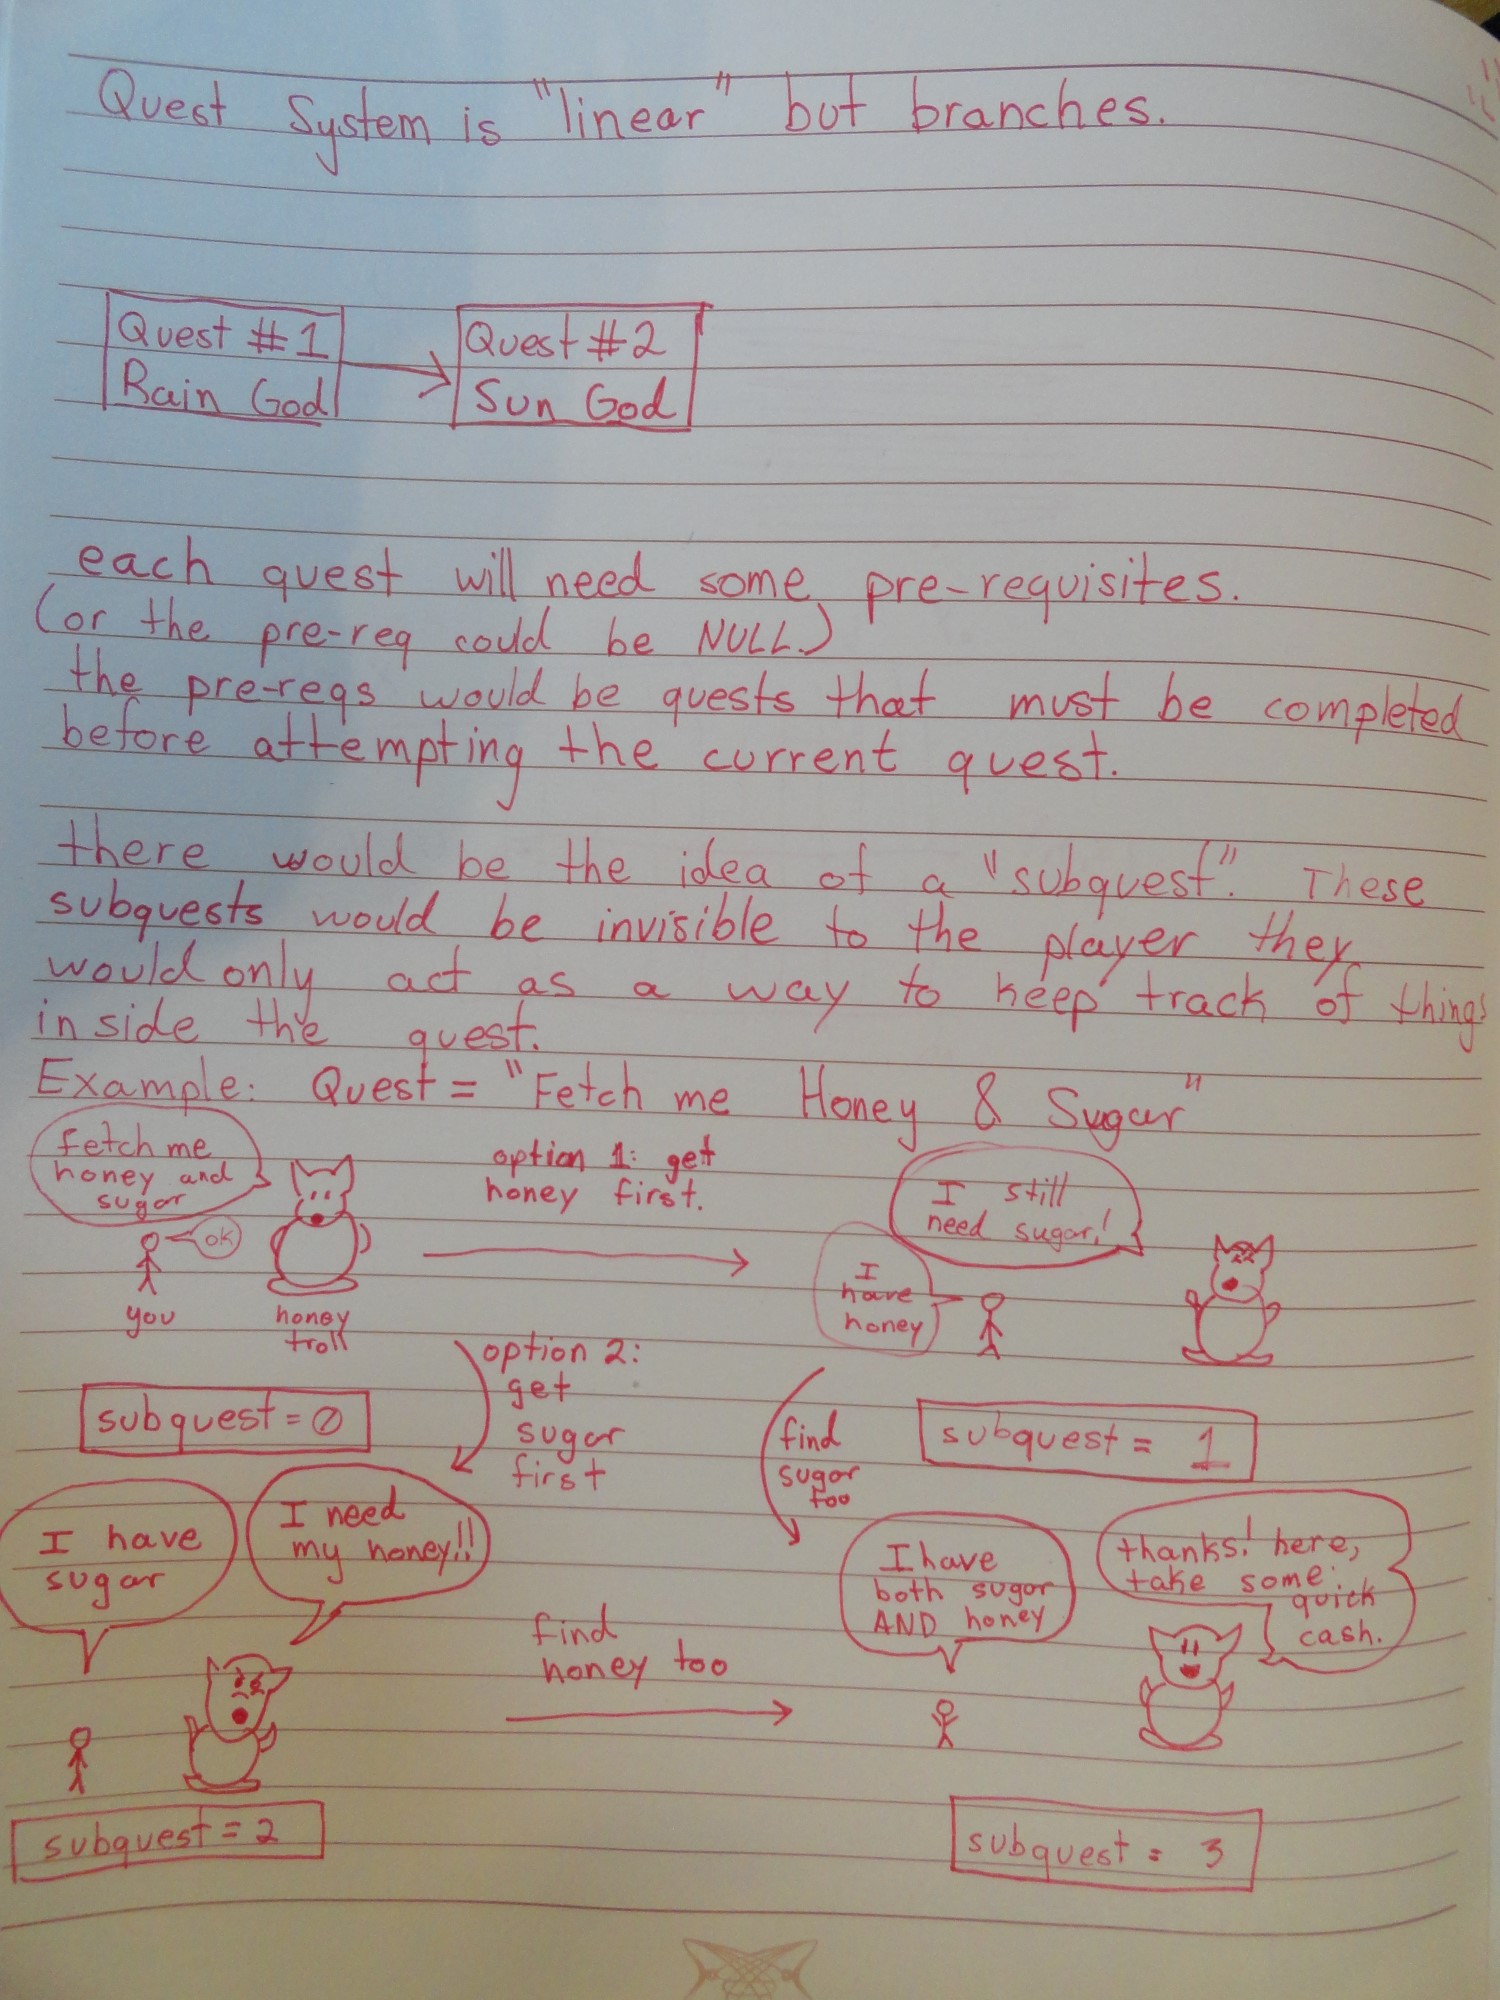 Quest System is "linear" but branches.
Quest #1
Rain God
Quest #2
Sun God
each quest will need some pre-requisites.
(or the pre-req could be NULL.)
the pre-reqs would be quests that must be completed
before attempting the current quest.
there would be the idea of a "subquest". These
subquests would be invisible to the player they
would only act as a way to keep track of things
inside the quest.
Example: Quest = "Fetch me Honey & Sugar"
fetch me
honey and
sugar
ok
you
honey
troll
option 1: get
honey first.
I still
need sugar!
I
have
honey
subquest = 0
option 2:
get
sugar
first
find
sugar
too
subquest = 1
I have
sugar
I need
my honey!!
find
honey too
I have
both sugar
AND honey
thanks! here,
take some
quick
cash.
subquest = 2
subquest = 3